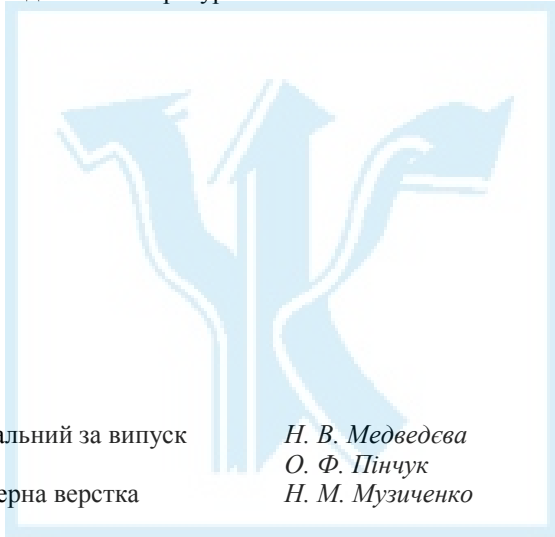 альний за випуск Н. В. Медведєва
О. Ф. Пінчук
ерна верстка Н. М. Музиченко